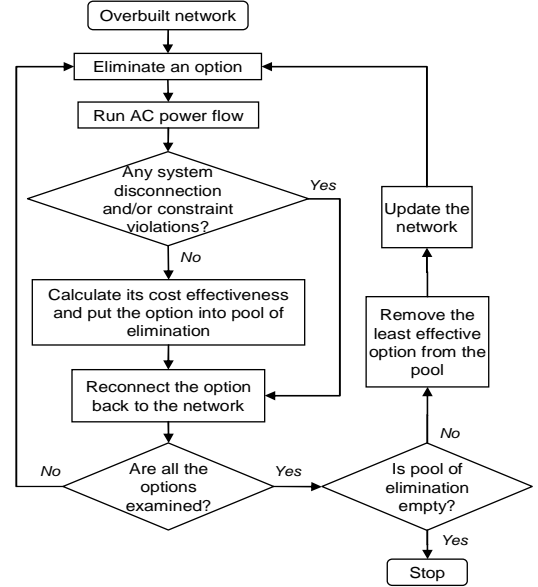 Overbuilt network
Eliminate an option
Run AC power flow
Any system
disconnection
and/or constraint
violations?
Yes
No
Calculate its cost effectiveness
and put the option into pool of
elimination
Reconnect the option
back to the network
Are all the
options
examined?
No
Yes
Is pool of
elimination
empty?
No
Yes
Remove the
least effective
option from the
pool
Update the
network
Stop